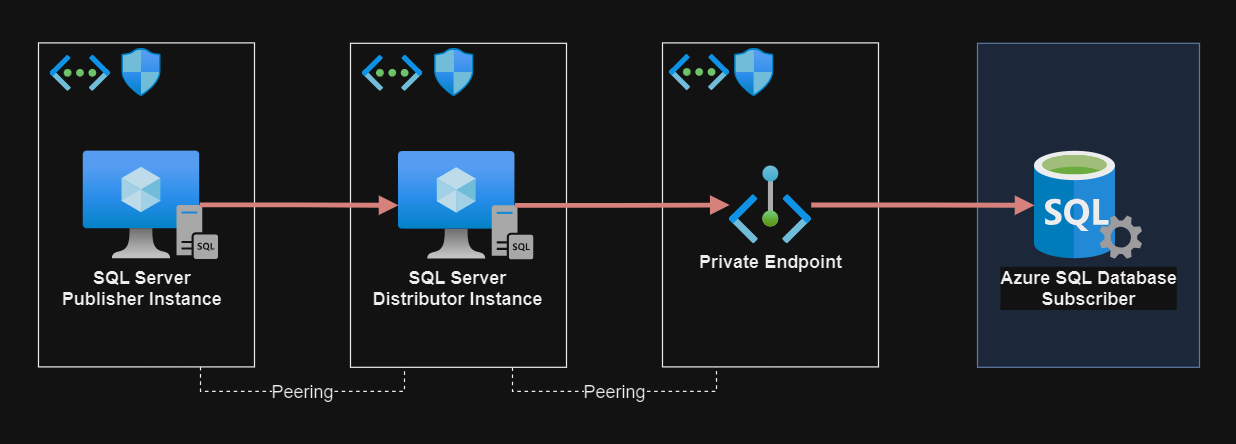 SQL
SQL
SQL
SQL Server
Publisher Instance
SQL Server
Distributor Instance
Private Endpoint
Azure SQL Database
Subscriber
Peering
Peering